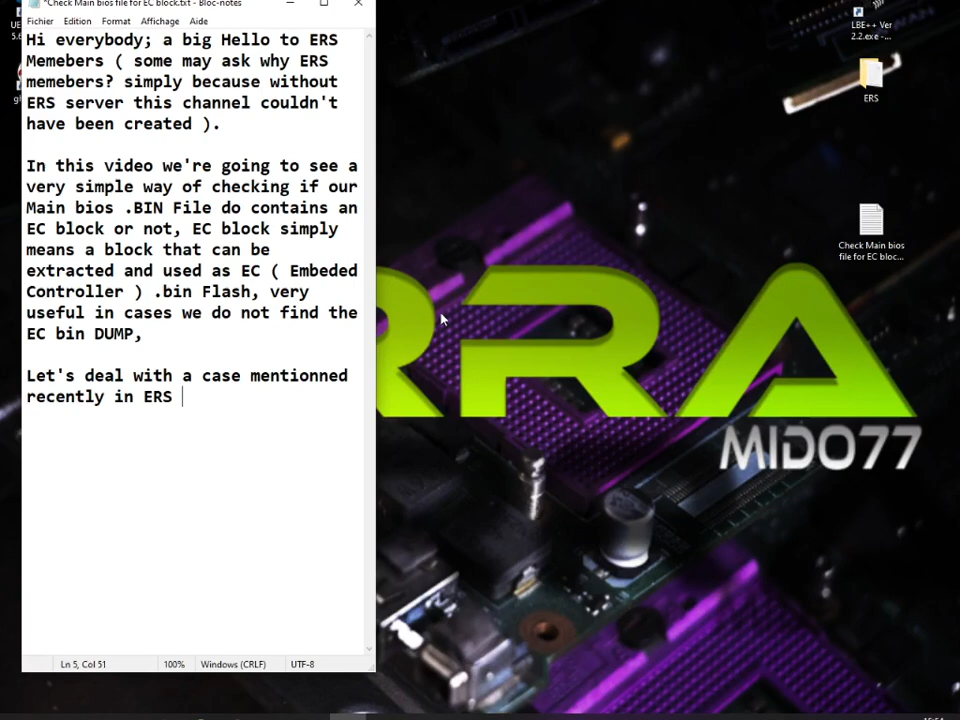 *Check Main bios file for EC block.txt - Bloc-notes
Fichier Edition Format Affichage Aide
Hi everybody; a big Hello to ERS
Memebers ( some may ask why ERS
memebers? simply because without
ERS server this channel couldn't
have been created ).
In this video we're going to see a
very simple way of checking if our
Main bios .BIN File do contains an
EC block or not, EC block simply
means a block that can be
extracted and used as EC ( Embeded
Controller ) .bin Flash, very
useful in cases we do not find the
EC bin DUMP,
Let's deal with a case mentionned
recently in ERS
Ln 5, Col 51 100% Windows (CRLF) UTF-8
LBE++ Ver
2.2.exe -...
ERS
Check Main bios
file for EC bloc...
RRA
MIDO77